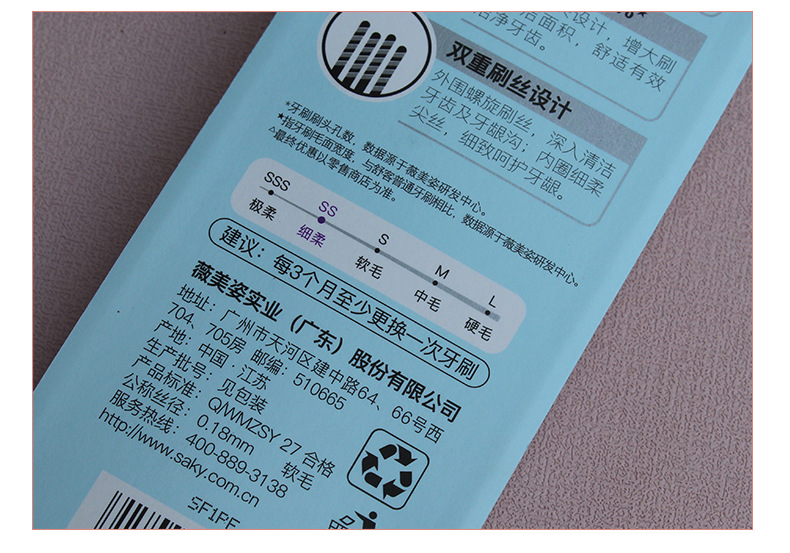 设计，增大刷
洁面积，舒适有效
洁净牙齿。
双重刷丝设计
外围螺旋刷丝，深入清洁
牙齿及牙龈沟；内圈细柔
尖丝，细致呵护牙龈。
*牙刷刷头孔数，数据源于薇美姿研发中心。
★指牙刷毛面宽度，与舒客普通牙刷相比，数据源于薇美姿研发中心。
△最终优惠以零售商店为准。
SSS SS S M L
极柔 细柔 软毛 中毛 硬毛
建议：每3个月至少更换一次牙刷
薇美姿实业（广东）股份有限公司
地址：广州市天河区建中路64、66号西
704、705房 邮编：510665
产地：中国·江苏
生产批号：见包装
产品标准：Q/WMZSY 27 合格
公称丝径：0.18mm 软毛
服务热线：400-889-3138
http://www.saky.com.cn
SF1PF